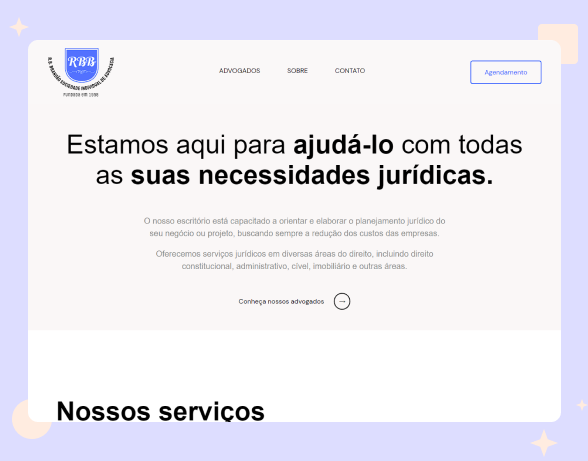 RBB
R.B. BRANDÃO SOCIEDADE INDIVIDUAL DE ADVOCACIA
FUNDADA EM 1998
ADVOGADOS
SOBRE
CONTATO
Agendamento
Estamos aqui para ajudá-lo com todas
as suas necessidades jurídicas.
O nosso escritório está capacitado a orientar e elaborar o planejamento jurídico do
seu negócio ou projeto, buscando sempre a redução dos custos das empresas.
Oferecemos serviços jurídicos em diversas áreas do direito, incluindo direito
constitucional, administrativo, cível, imobiliário e outras áreas.
Conheça nossos advogados →
Nossos serviços